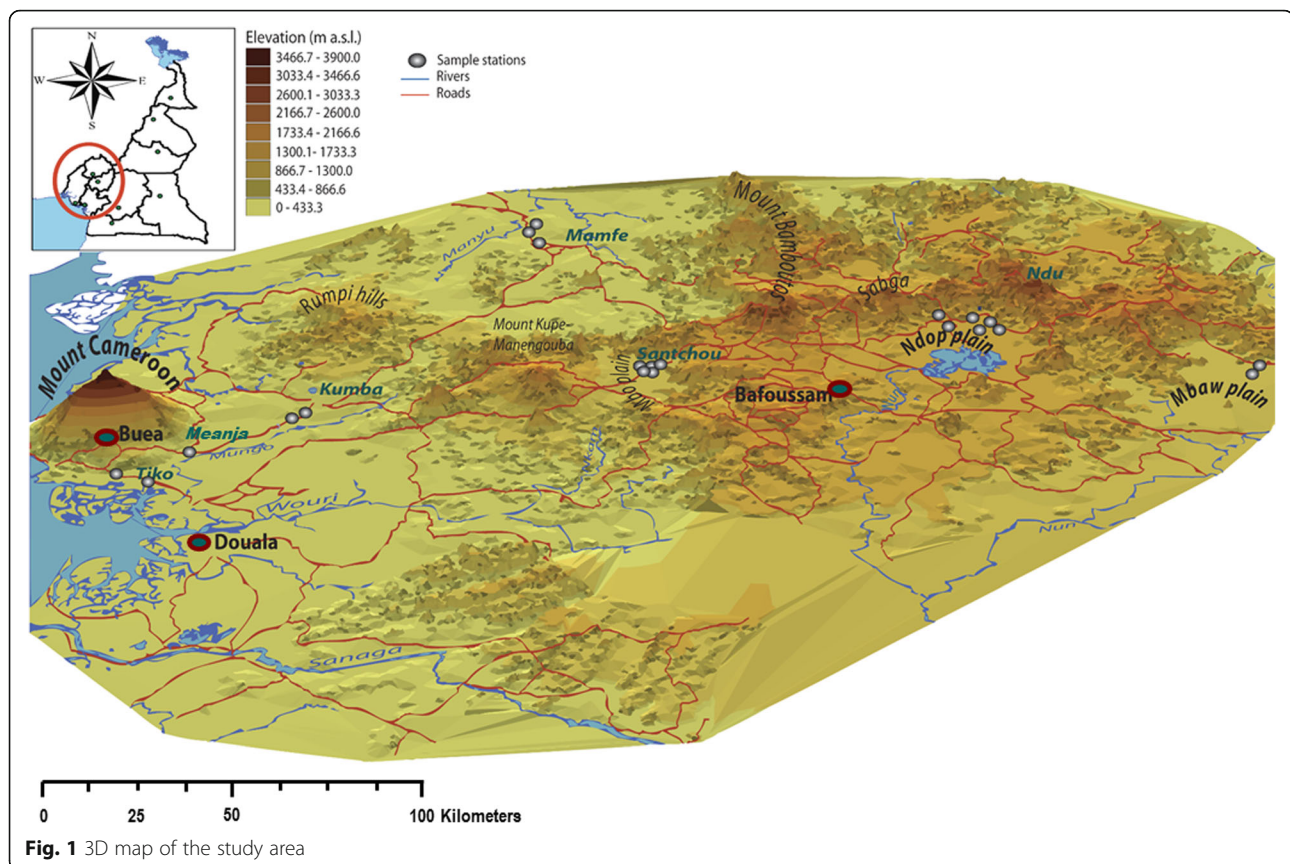 N
W
E
S
Elevation (m a.s.l.)
3466.7 - 3900.0
3033.4 - 3466.6
2600.1 - 3033.3
2166.7 - 2600.0
1733.4 - 2166.6
1300.1 - 1733.3
866.7 - 1300.0
433.4 - 866.6
0 - 433.3
Sample stations
Rivers
Roads
Manyu
Mamfe
Mount Bamboutos
Sabga
Ndu
Rumpi hills
Mount Kupe-
Manengouba
Ndop plain
Mount Cameroon
Santchou
Mbo plain
Kumba
Bafoussam
Mbaw plain
Buea
Meanja
Mungo
Tiko
Wouri
Nkam
Nun
Douala
Nun
Sanaga
0 25 50 100 Kilometers
Fig. 1 3D map of the study area